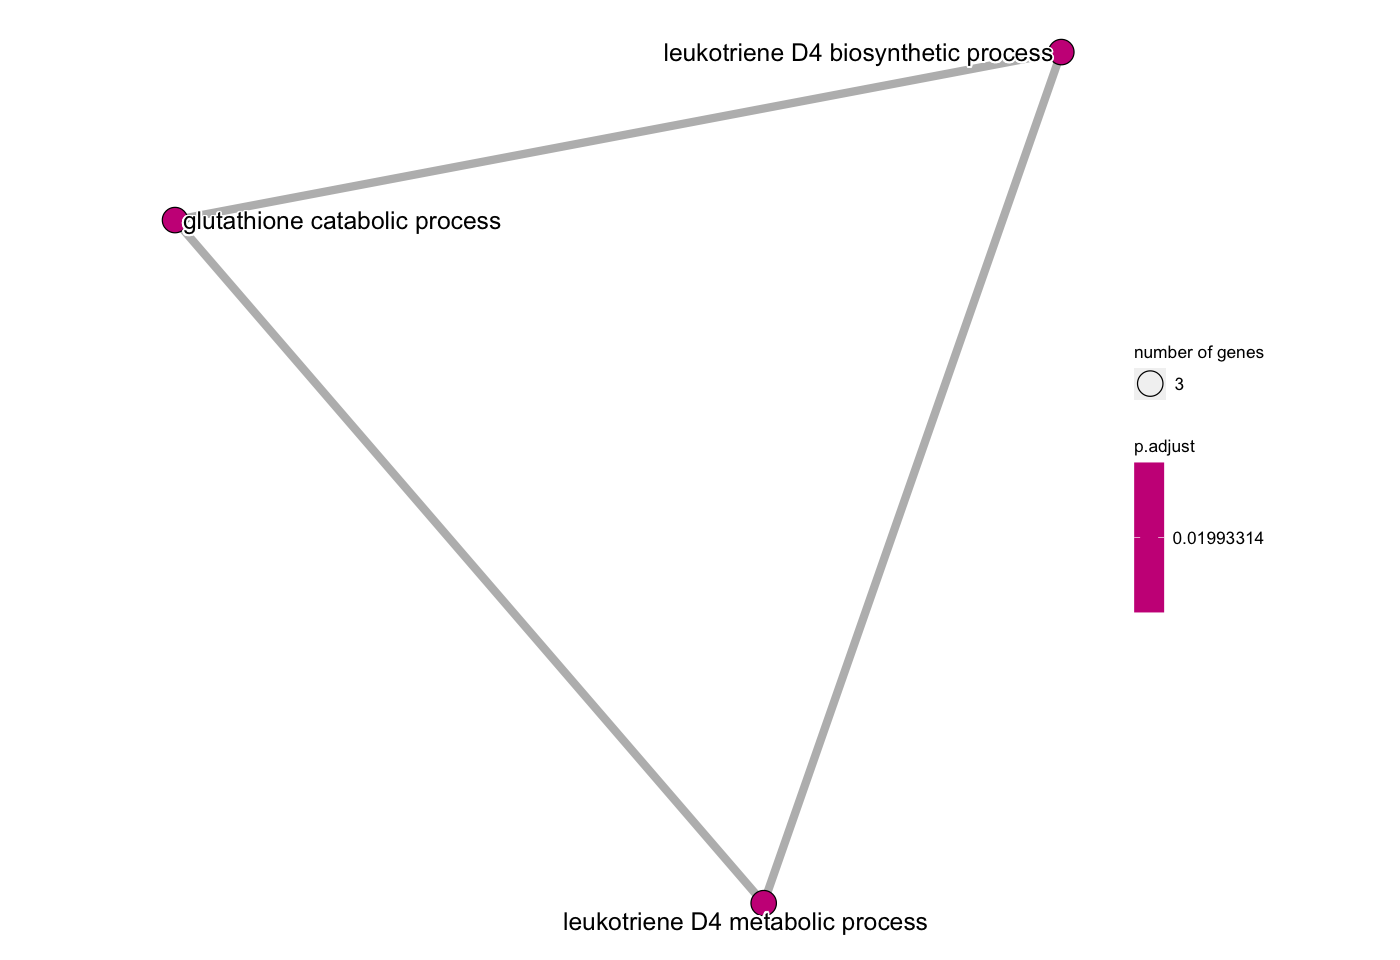 leukotriene D4 biosynthetic process
glutathione catabolic process
number of genes
3
p.adjust
0.01993314
leukotriene D4 metabolic process